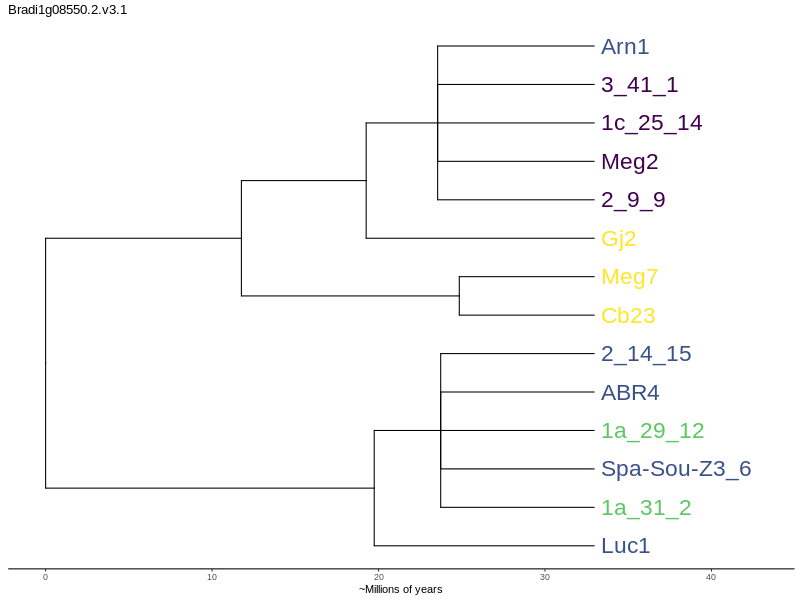 Bradi1g08550.2.v3.1
Arn1
3_41_1
1c_25_14
Meg2
2_9_9
Gj2
Meg7
Cb23
2_14_15
ABR4
1a_29_12
Spa-Sou-Z3_6
1a_31_2
Luc1
0 10 20 30 40
~Millions of years